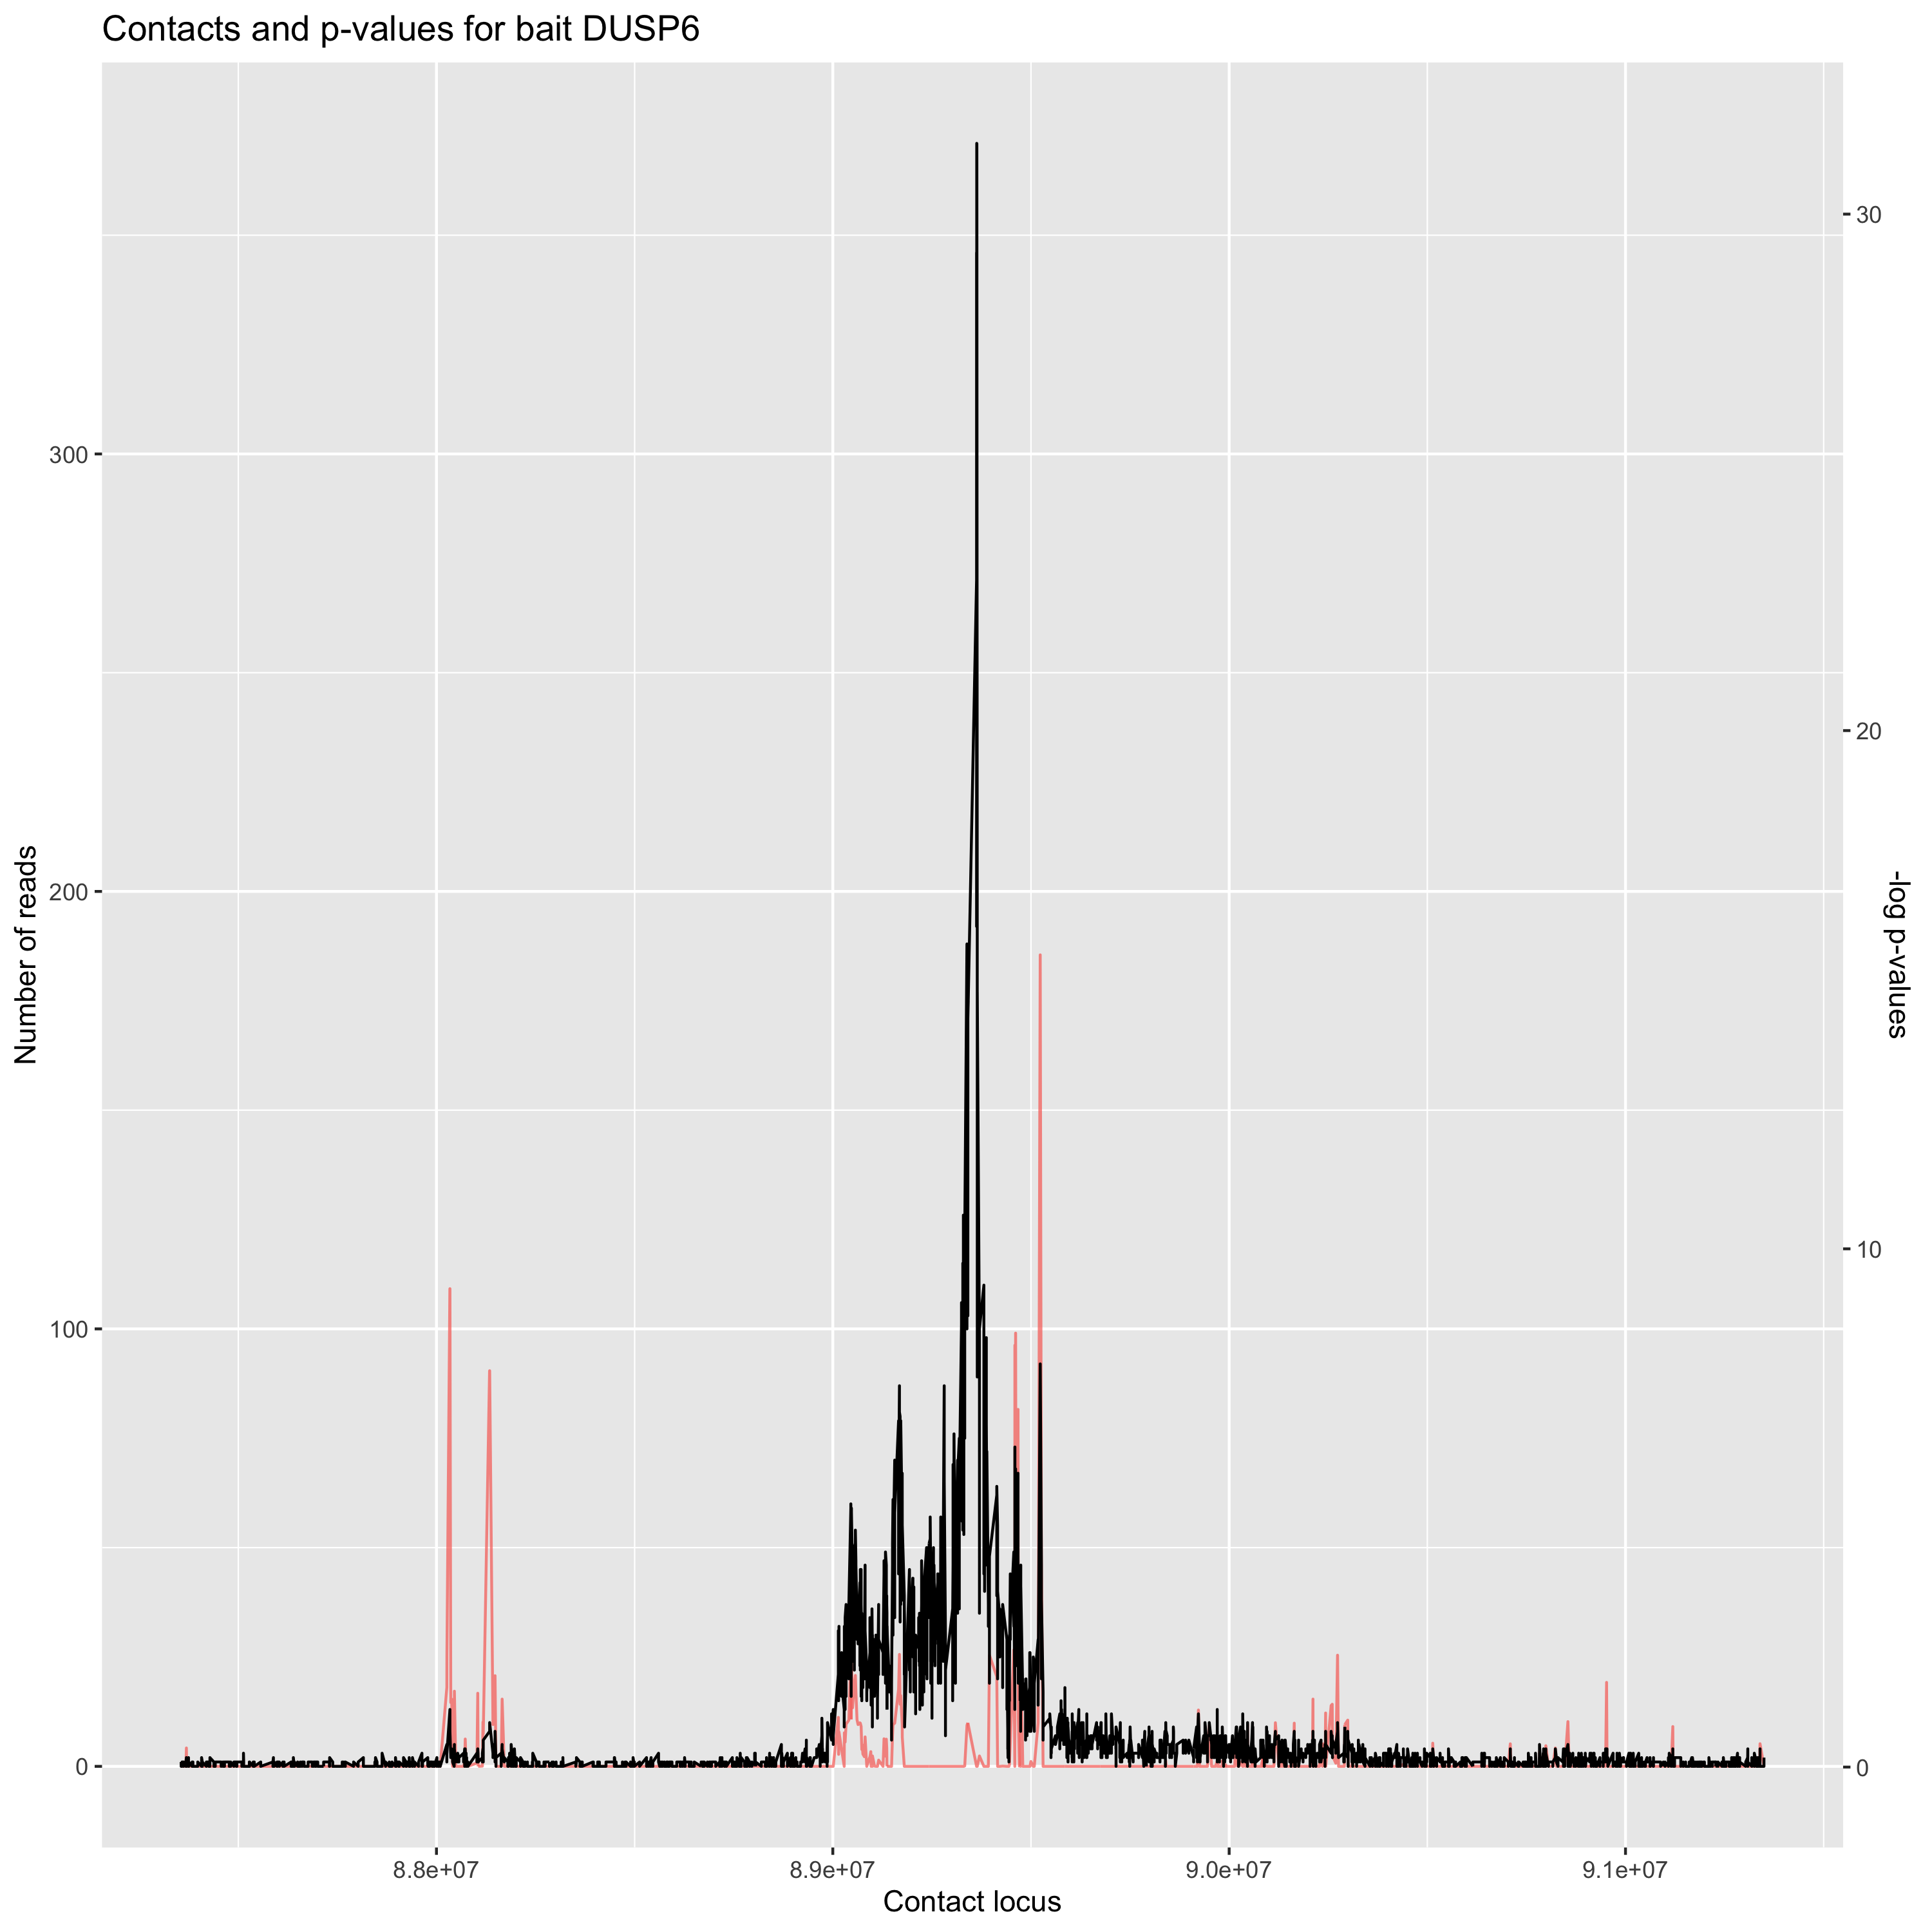 Contacts and p-values for bait DUSP6
Number of reads
300
200
100
0
30
20
10
0
-log p-values
8.8e+07
8.9e+07
9.0e+07
9.1e+07
Contact locus